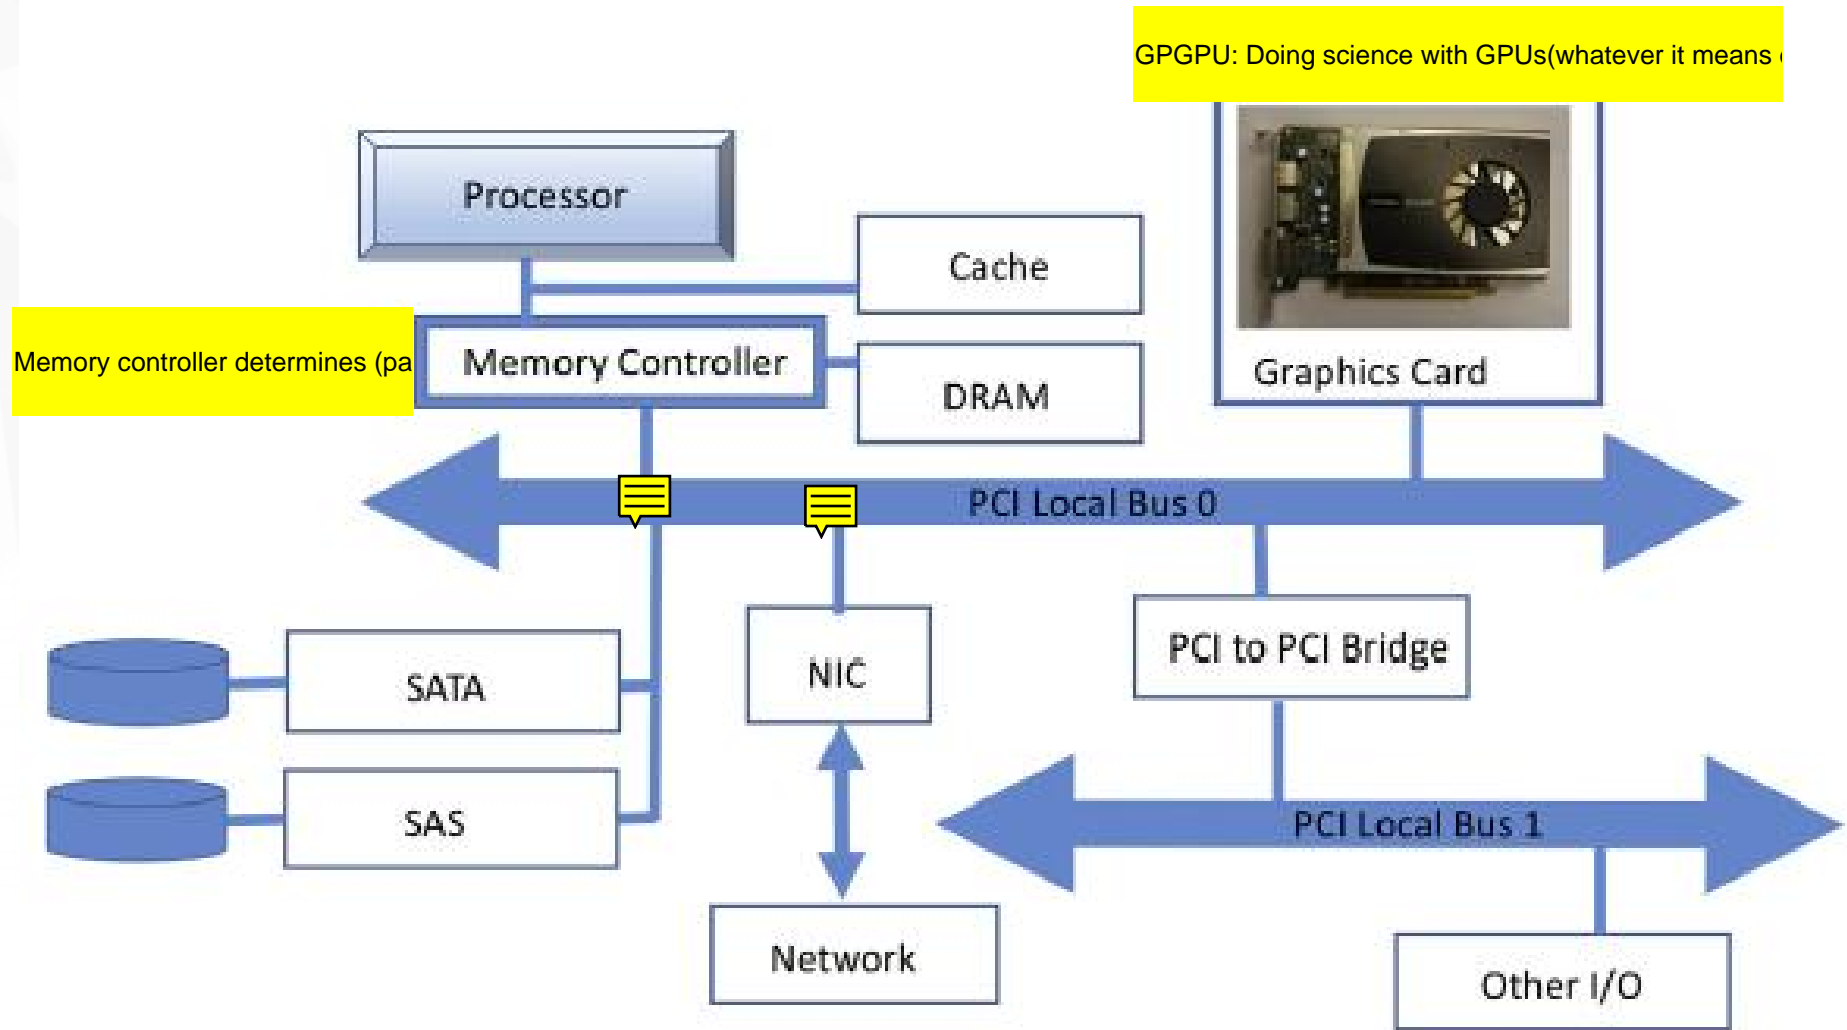 GPGPU: Doing science with GPUs(whatever it means
Processor
Cache
Memory controller determines (pa
Memory Controller
DRAM
Graphics Card
PCI Local Bus 0
SATA
NIC
PCI to PCI Bridge
SAS
PCI Local Bus 1
Network
Other I/O